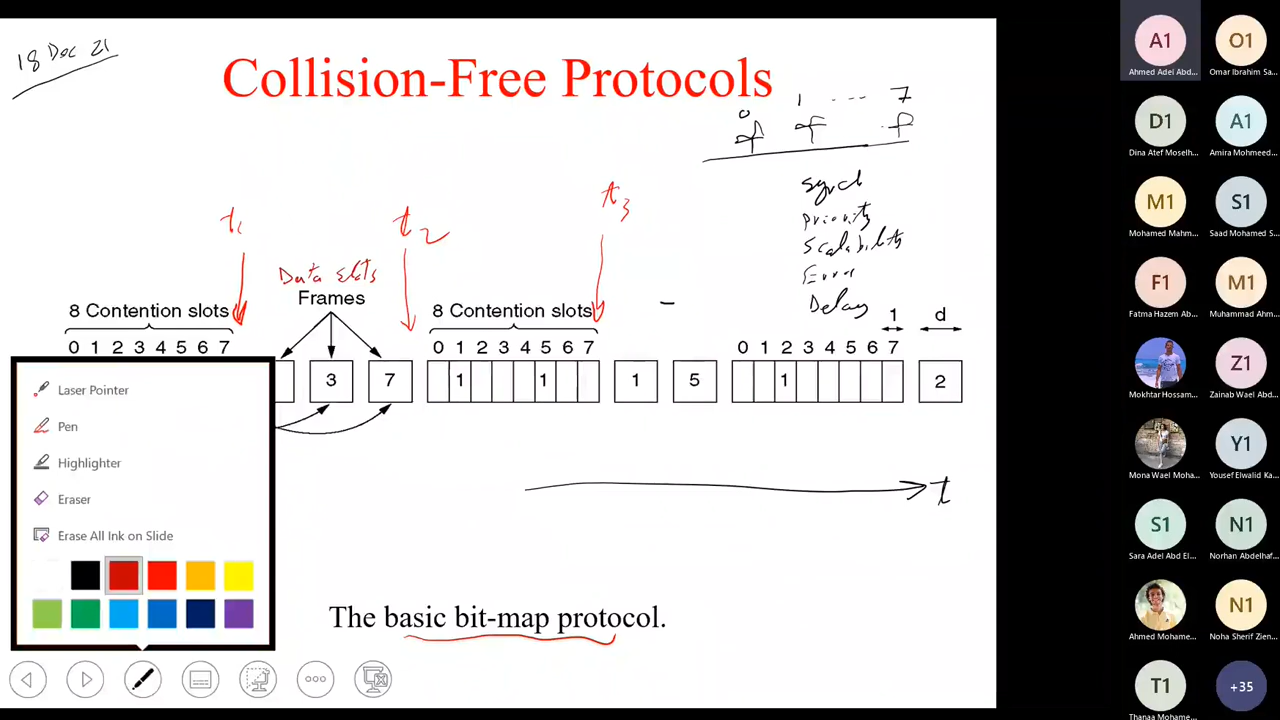 18 Dec 21
Collision-Free Protocols
0 1 ---- 7
f f . f
Synch
Priority
Scalability
Error
Delay
t1
t2
t3
Data slots
Frames
8 Contention slots
8 Contention slots
1 d
0 1 2 3 4 5 6 7
0 1 2 3 4 5 6 7
0 1 2 3 4 5 6 7
3 7 1 1 1 5 1 2
t
The basic bit-map protocol.
Laser Pointer
Pen
Highlighter
Eraser
Erase All Ink on Slide
A1
Ahmed Adel Abd...
O1
Omar Ibrahim Sa...
D1
Dina Atef Moselh...
A1
Amira Mohmeed...
M1
Mohamed Mahm...
S1
Saad Mohamed S...
F1
Fatma Hazem Ab...
M1
Muhammad Ahm...
Mokhtar Hossam...
Z1
Zainab Wael Abd...
Mona Wael Moha...
Y1
Yousef Elwalid Ka...
S1
Sara Adel Abd El...
N1
Norhan Abdelhaf...
Ahmed Mohame...
N1
Noha Sherif Zien...
T1
Thanaa Mohame...
+35